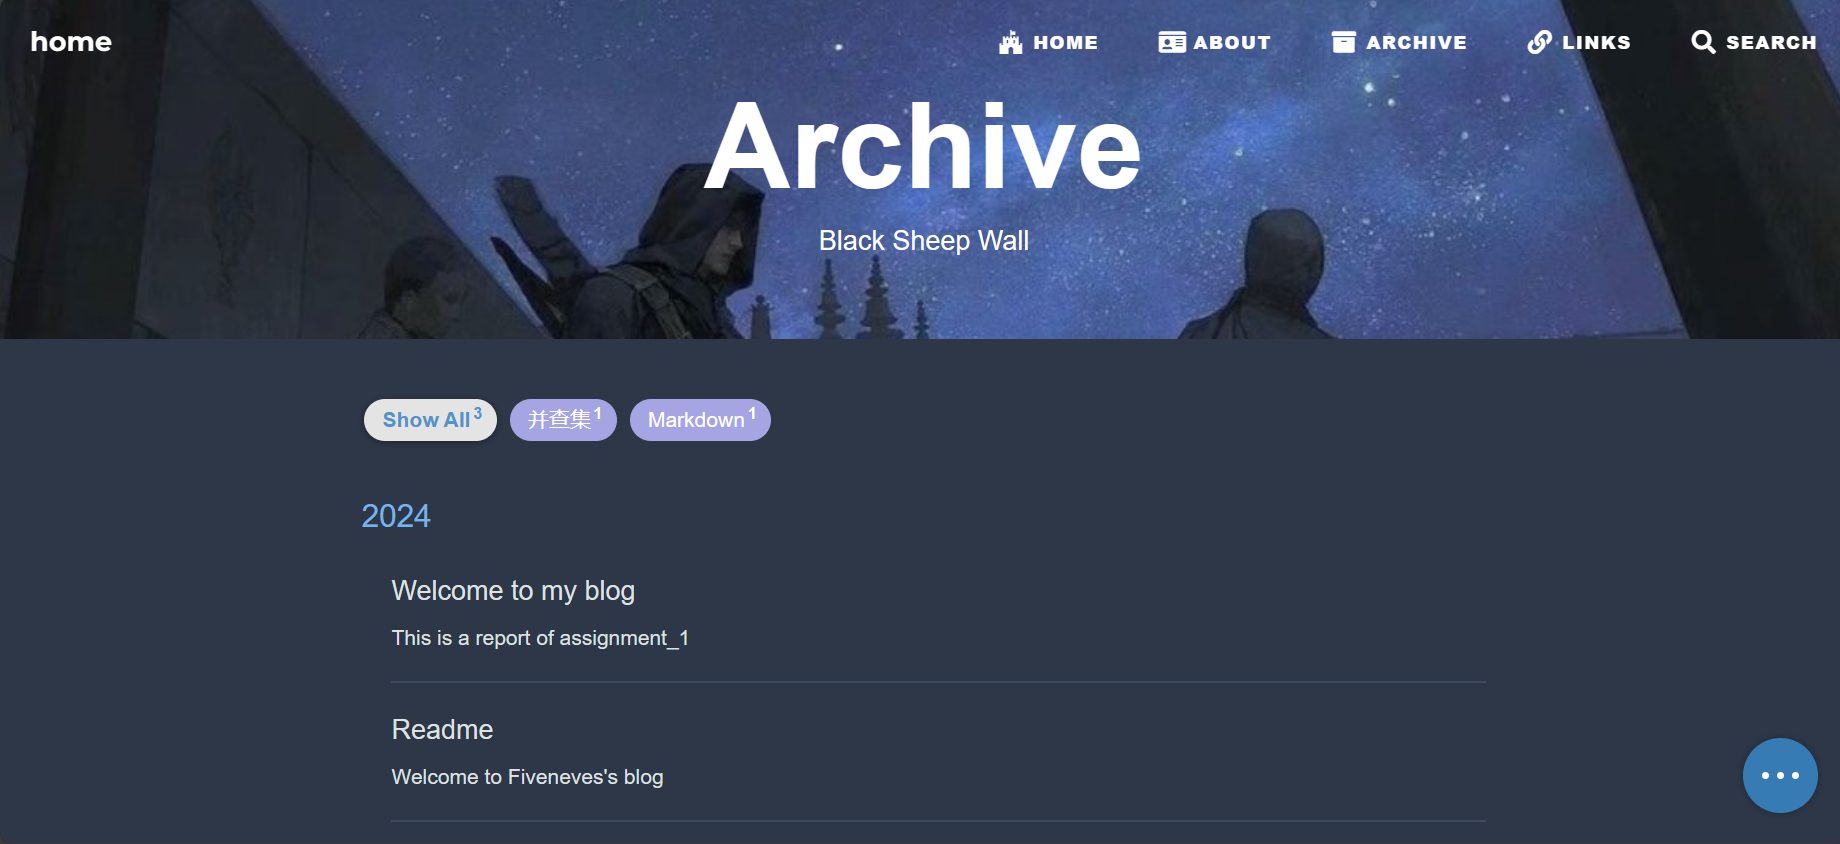 home
HOME
ABOUT
ARCHIVE
LINKS
SEARCH
Archive
Black Sheep Wall
Show All 3
并查集 1
Markdown 1
2024
Welcome to my blog
This is a report of assignment_1
Readme
Welcome to Fiveneves's blog